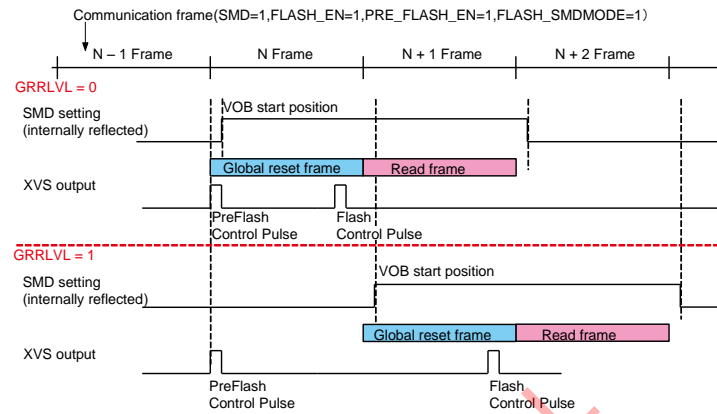 Communication frame(SMD=1,FLASH_EN=1,PRE_FLASH_EN=1,FLASH_SMDMODE=1)
N – 1 Frame N Frame N + 1 Frame N + 2 Frame
GRRLVL = 0
SMD setting
(internally reflected)
VOB start position
Global reset frame Read frame
XVS output
PreFlash
Control Pulse
Flash
Control Pulse
GRRLVL = 1
SMD setting
(internally reflected)
VOB start position
Global reset frame Read frame
XVS output
PreFlash
Control Pulse
Flash
Control Pulse